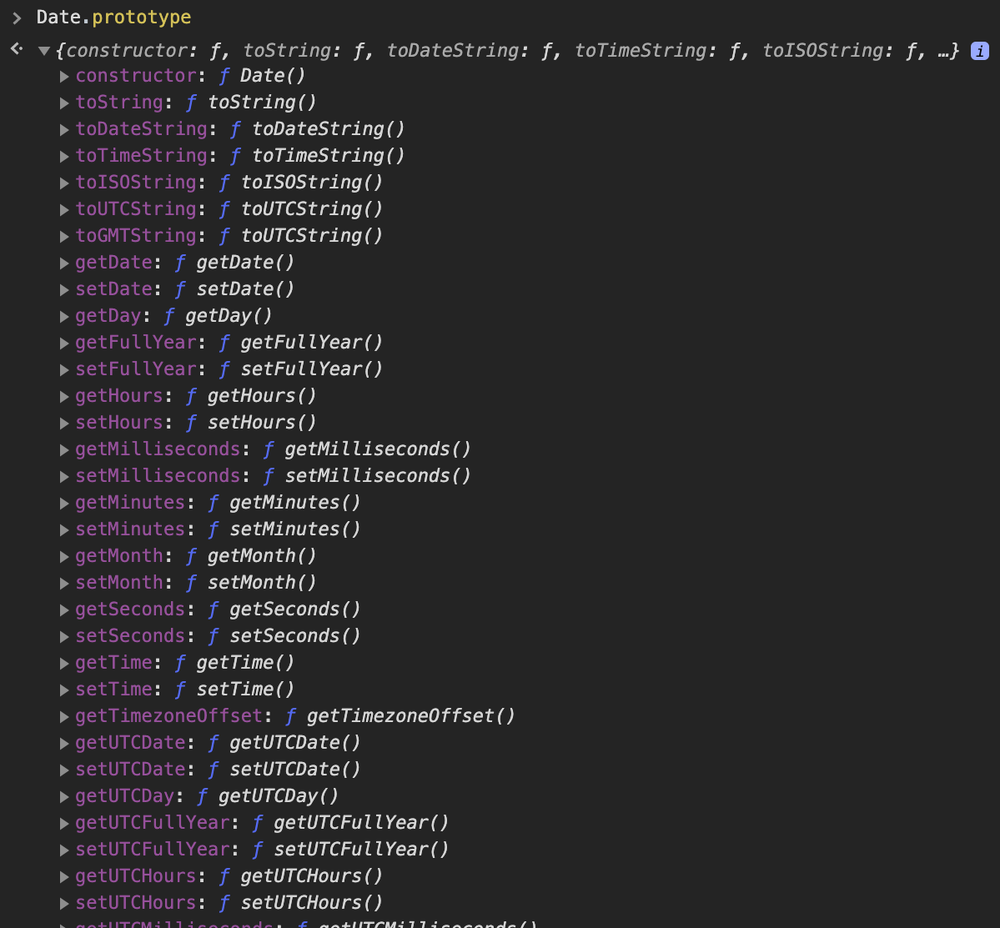 > Date.prototype
{constructor: ƒ, toString: ƒ, toDateString: ƒ, toTimeString: ƒ, toISOString: ƒ, …} i
constructor: ƒ Date()
toString: ƒ toString()
toDateString: ƒ toDateString()
toTimeString: ƒ toTimeString()
toISOString: ƒ toISOString()
toUTCString: ƒ toUTCString()
toGMTString: ƒ toUTCString()
getDate: ƒ getDate()
setDate: ƒ setDate()
getDay: ƒ getDay()
getFullYear: ƒ getFullYear()
setFullYear: ƒ setFullYear()
getHours: ƒ getHours()
setHours: ƒ setHours()
getMilliseconds: ƒ getMilliseconds()
setMilliseconds: ƒ setMilliseconds()
getMinutes: ƒ getMinutes()
setMinutes: ƒ setMinutes()
getMonth: ƒ getMonth()
setMonth: ƒ setMonth()
getSeconds: ƒ getSeconds()
setSeconds: ƒ setSeconds()
getTime: ƒ getTime()
setTime: ƒ setTime()
getTimezoneOffset: ƒ getTimezoneOffset()
getUTCDate: ƒ getUTCDate()
setUTCDate: ƒ setUTCDate()
getUTCDay: ƒ getUTCDay()
getUTCFullYear: ƒ getUTCFullYear()
setUTCFullYear: ƒ setUTCFullYear()
getUTCHours: ƒ getUTCHours()
setUTCHours: ƒ setUTCHours()
getUTCMilliseconds: ƒ getUTCMilliseconds()